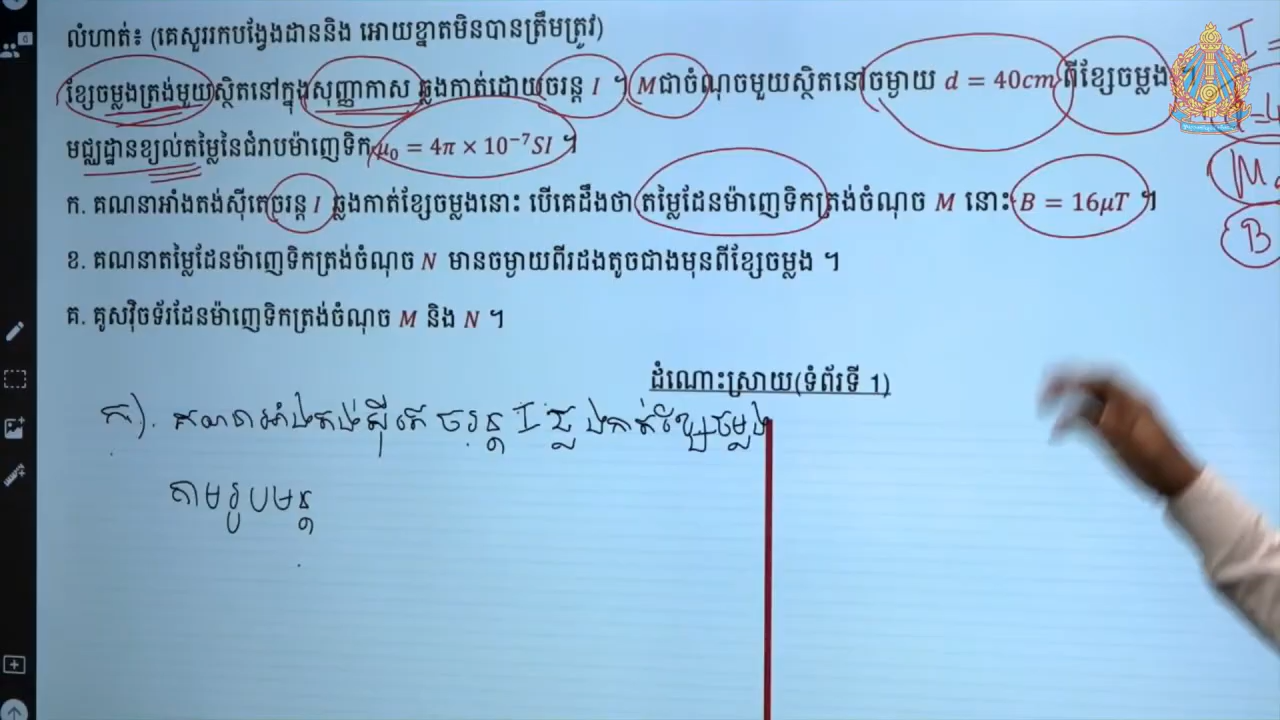 លំហាត់៖ (គេសួររកបង្វែងដាននិង អោយខ្នាតមិនបានត្រឹមត្រូវ)
ខ្សែចម្លងត្រង់មួយស្ថិតនៅក្នុងសុញ្ញាកាស ឆ្លងកាត់ដោយចរន្ត I ។ M ជាចំណុចមួយស្ថិតនៅចម្ងាយ d = 40cm ពីខ្សែចម្លង ។ I =
មជ្ឈដ្ឋានខ្យល់តម្លៃនៃជំរាបម៉ាញេទិក μ₀ = 4π × 10⁻⁷SI ។
ក. គណនាអាំងតង់ស៊ីតេចរន្ត I ឆ្លងកាត់ខ្សែចម្លងនោះ បើគេដឹងថា តម្លៃដែនម៉ាញេទិកត្រង់ចំណុច M នោះ B = 16μT ៕ B
ខ. គណនាតម្លៃដែនម៉ាញេទិកត្រង់ចំណុច N មានចម្ងាយពីរដងតូចជាងមុនពីខ្សែចម្លង ។
គ. គូសវ៉ិចទ័រដែនម៉ាញេទិកត្រង់ចំណុច M និង N ។
ដំណោះស្រាយ(ទំព័រទី 1)
ក). គណនាអាំងតង់ស៊ីតេ ចរន្ត I ឆ្លងកាត់ខ្សែចម្លង
តាមរូបមន្ត